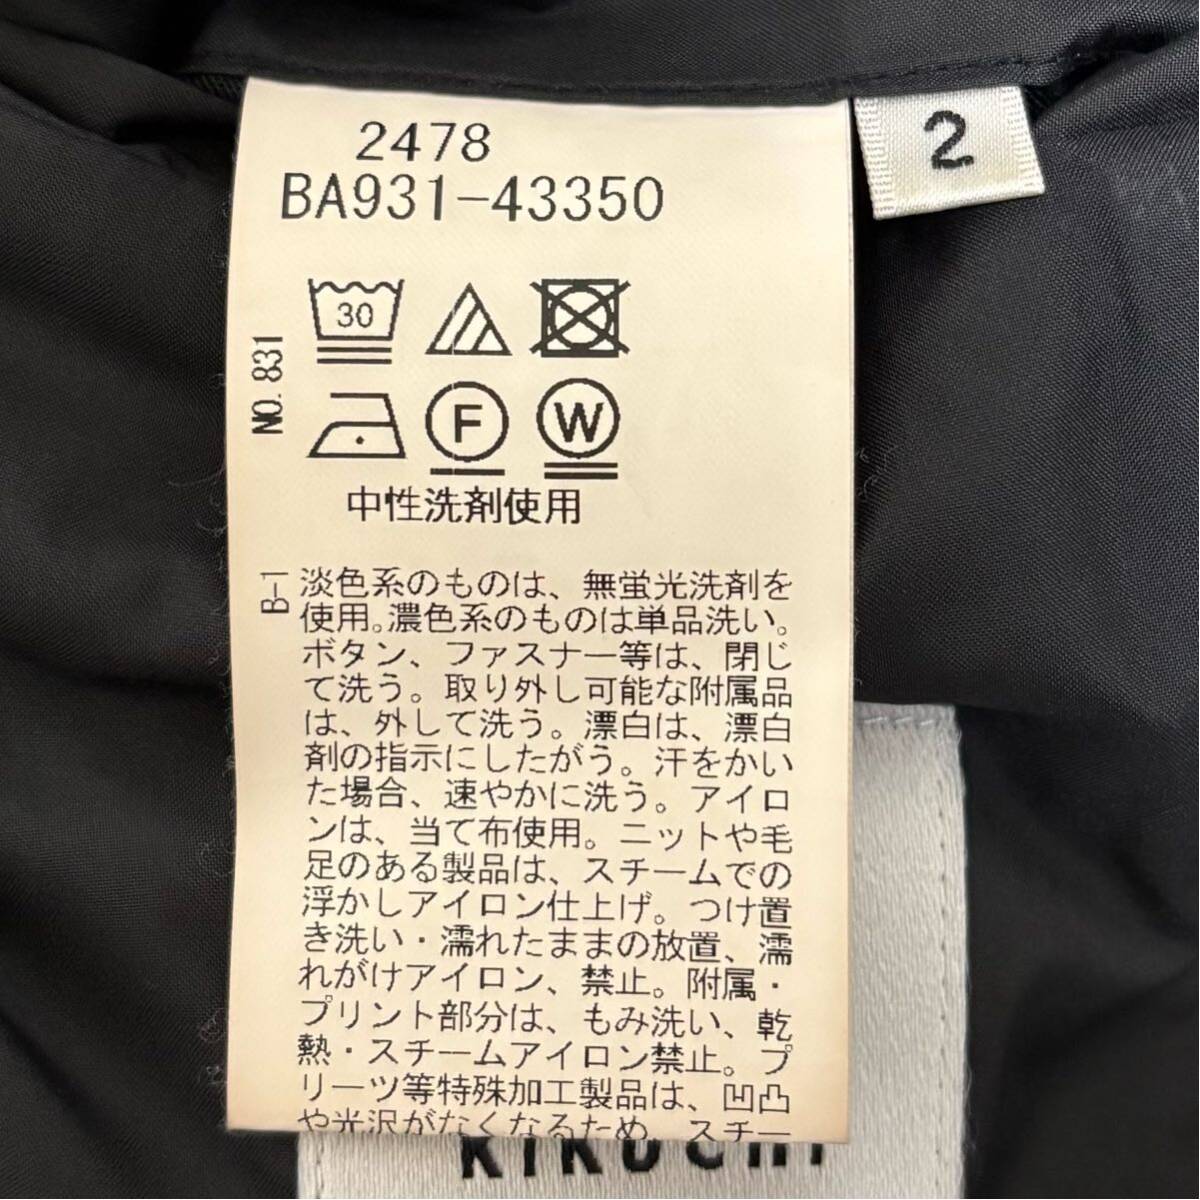 2478
BA931-43350
2
NO. 831
30
F
W
中性洗剤使用
B-1
淡色系のものは、無蛍光洗剤を
使用。濃色系のものは単品洗い。
ボタン、ファスナー等は、閉じ
て洗う。取り外し可能な附属品
は、外して洗う。漂白は、漂白
剤の指示にしたがう。汗をかい
た場合、速やかに洗う。アイロ
ンは、当て布使用。ニットや毛
足のある製品は、スチームでの
浮かしアイロン仕上げ。つけ置
き洗い・濡れたままの放置、濡
れがけアイロン、禁止。附属・
プリント部分は、もみ洗い、乾
熱・スチームアイロン禁止。プ
リーツ等特殊加工製品は、凹凸
や光沢がなくなるため、スチー
KIKUCHI